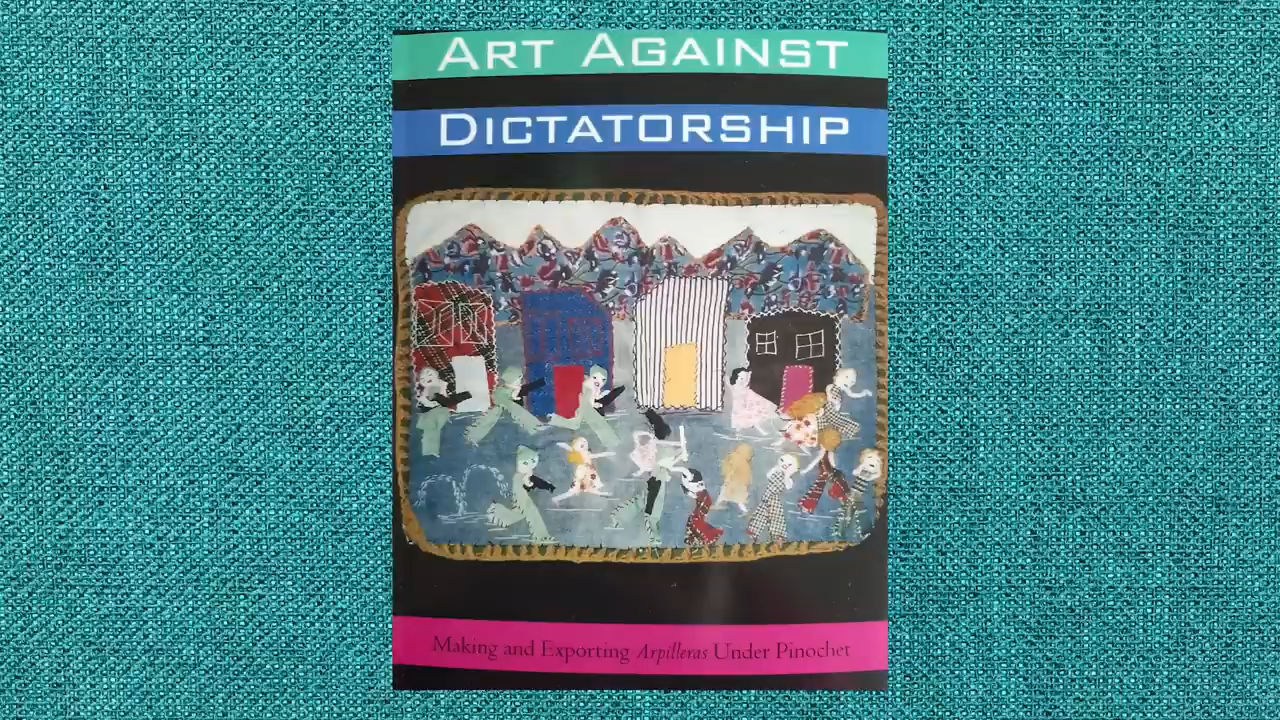 ART AGAINST
DICTATORSHIP
Making and Exporting Arpilleras Under Pinochet